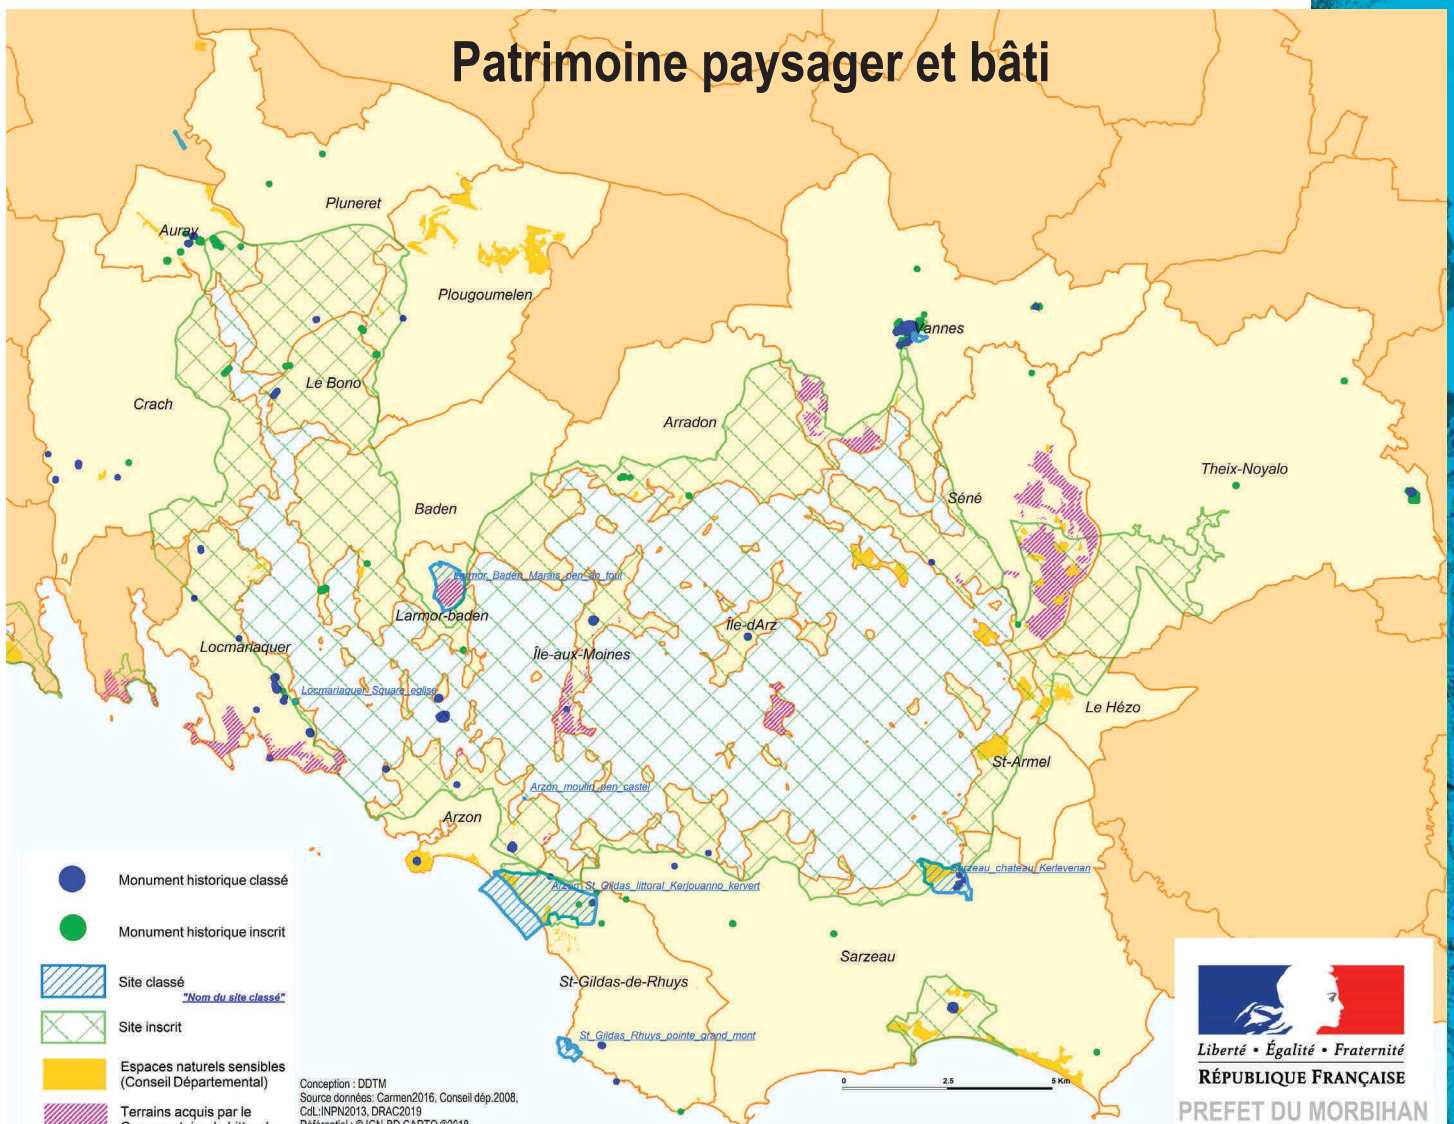 Patrimoine paysager et bâti
Pluneret
Auray
Plougoumelen
Vannes
Le Bono
Crach
Arradon
Theix-Noyalo
Séné
Baden
Larmor_Baden_Marais_pen_an_toul
Larmor-baden
Île-dArz
Locmariaquer
Île-aux-Moines
Locmariaquer_Square_eglise
Le Hézo
St-Armel
Arzon_moulin_pen_castel
Arzon
Sarzeau_chateau_Kerlevenan
Arzon_St_Gildas_littoral_Kerjouanno_kervert
Sarzeau
St-Gildas-de-Rhuys
St_Gildas_Rhuys_pointe_grand_mont
Monument historique classé
Monument historique inscrit
Site classé
"Nom du site classé"
Site inscrit
Espaces naturels sensibles
(Conseil Départemental)
Terrains acquis par le
Conception : DDTM
Source données: Carmen2016, Conseil dép.2008,
CdL:INPN2013, DRAC2019
0 2.5 5 Km
Liberté • Égalité • Fraternité
RÉPUBLIQUE FRANÇAISE
PREFET DU MORBIHAN